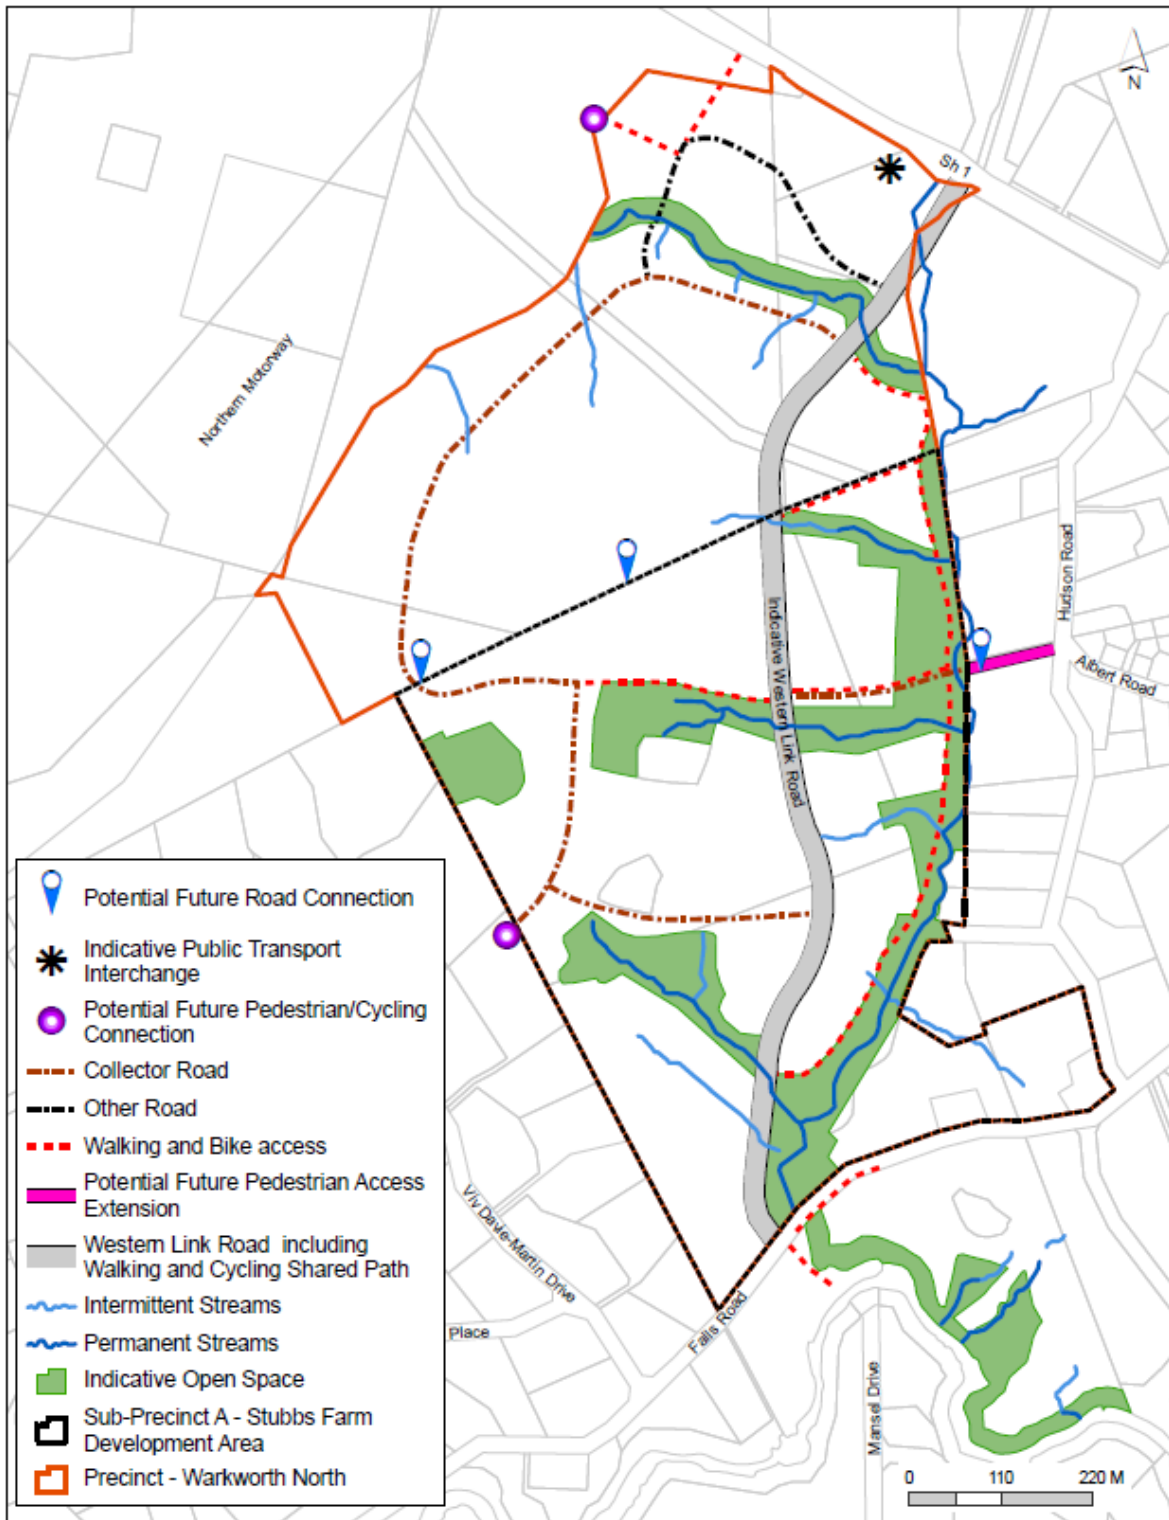 N
Sh 1
Northern Motorway
Hudson Road
Indicative Western Link Road
Albert Road
Potential Future Road Connection
Indicative Public Transport
Interchange
Potential Future Pedestrian/Cycling
Connection
Collector Road
Other Road
Walking and Bike access
Potential Future Pedestrian Access
Extension
Western Link Road including
Walking and Cycling Shared Path
Intermittent Streams
Permanent Streams
Indicative Open Space
Sub-Precinct A - Stubbs Farm
Development Area
Precinct - Warkworth North
Viv Davie-Martin Drive
Place
Falls Road
Mansel Drive
0 110 220 M